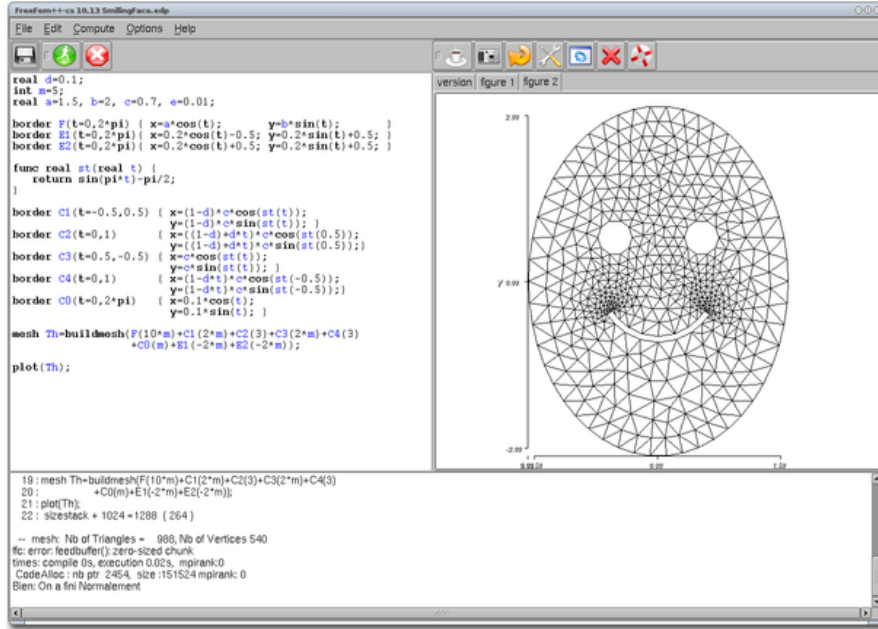 FreeFem++-cs 10.13 SmilingFace.edp
File Edit Compute Options Help
real d=0.1;
int m=5;
real a=1.5, b=2, c=0.7, e=0.01;
border F(t=0,2*pi) { x=a*cos(t); y=b*sin(t); }
border E1(t=0,2*pi){ x=0.2*cos(t)-0.5; y=0.2*sin(t)+0.5; }
border E2(t=0,2*pi){ x=0.2*cos(t)+0.5; y=0.2*sin(t)+0.5; }
func real st(real t) {
return sin(pi*t)-pi/2;
}
border C1(t=-0.5,0.5) { x=(1-d)*c*cos(st(t));
y=(1-d)*c*sin(st(t)); }
border C2(t=0,1) { x=((1-d)+d*t)*c*cos(st(0.5));
y=((1-d)+d*t)*c*sin(st(0.5));}
border C3(t=0.5,-0.5) { x=c*cos(st(t));
y=c*sin(st(t)); }
border C4(t=0,1) { x=(1-d*t)*c*cos(st(-0.5));
y=(1-d*t)*c*sin(st(-0.5));}
border C0(t=0,2*pi) { x=0.1*cos(t);
y=0.1*sin(t); }
mesh Th=buildmesh(F(10*m)+C1(2*m)+C2(3)+C3(2*m)+C4(3)
+C0(m)+E1(-2*m)+E2(-2*m));
plot(Th);
version figure 1 figure 2
2.00
Y 0.00
-2.00
0.00
1.50
19 : mesh Th=buildmesh(F(10*m)+C1(2*m)+C2(3)+C3(2*m)+C4(3)
20 : +C0(m)+E1(-2*m)+E2(-2*m));
21 : plot(Th);
22 : sizestack + 1024 =1288 ( 264 )
-- mesh: Nb of Triangles = 988, Nb of Vertices 540
ffc: error: feedbuffer(): zero-sized chunk
times: compile 0s, execution 0.02s, mpirank:0
CodeAlloc : nb ptr 2454, size :151524 mpirank: 0
Bien: On a fini Normalement